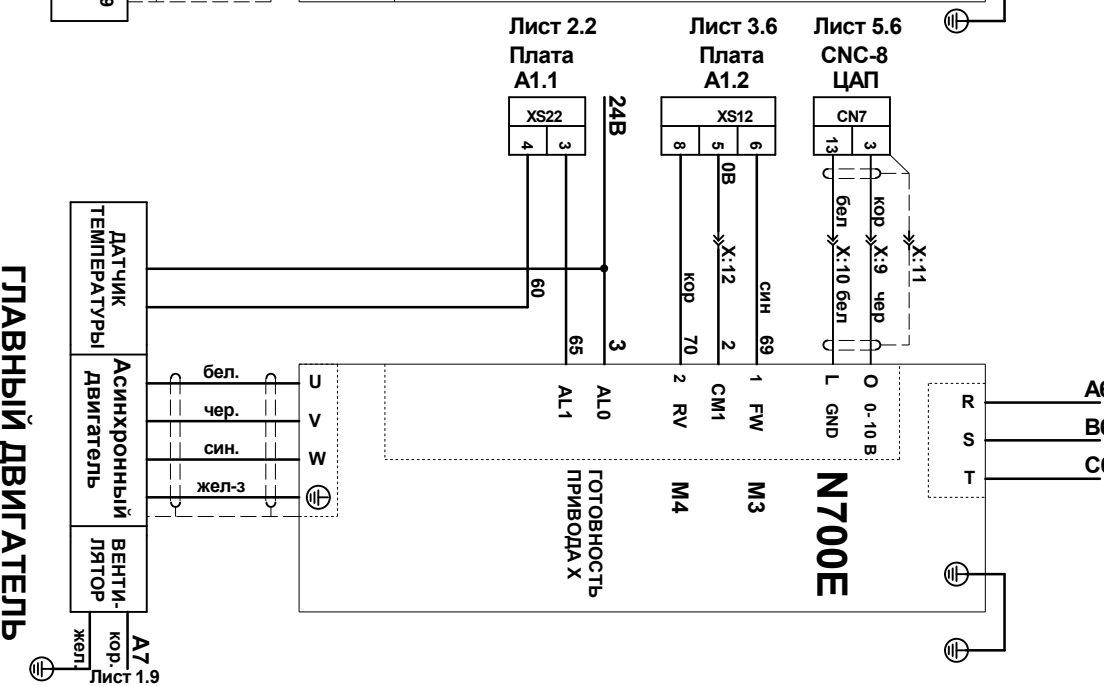 9
Лист 2.2
Плата
А1.1
Лист 3.6
Плата
А1.2
Лист 5.6
CNC-8
ЦАП
XS22
4
3
24В
XS12
8
5
6
0В
CN7
13
3
бел
кор
X:12
X:10
X:9
X:11
кор
син
бел
чер
60
65
3
70
2
69
ДАТЧИК
ТЕМПЕРАТУРЫ
Асинхронный
двигатель
ВЕНТИ-
ЛЯТОР
ГЛАВНЫЙ ДВИГАТЕЛЬ
бел.
чер.
син.
жел-з
U
V
W
AL1
AL0
2 RV
CM1
1 FW
L GND
O 0-10 В
R
S
T
A6
B6
ГОТОВНОСТЬ
ПРИВОДА X
M4
M3
N700E
жел.
кор.
A7
Лист 1.9